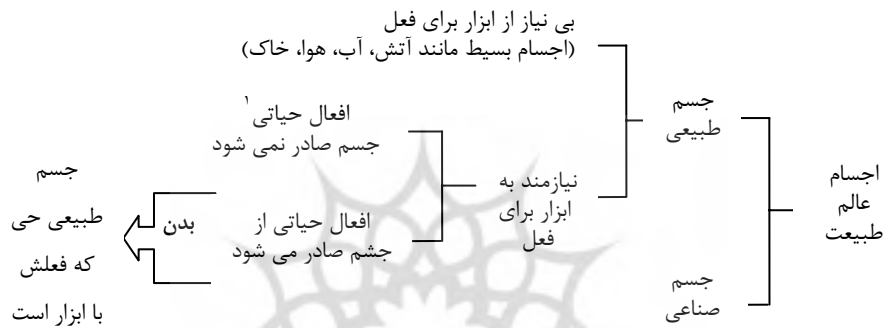 اجسام
عالم
طبیعت
جسم
طبیعی
جسم
صناعی
بی نیاز از ابزار برای فعل
(اجسام بسیط مانند آتش، آب، هوا، خاک)
نیازمند به
ابزار برای
فعل
افعال حیاتی۱
جسم صادر نمی شود
افعال حیاتی از
جشم صادر می شود
بدن
جسم
طبیعی حی
که فعلش
با ابزار است